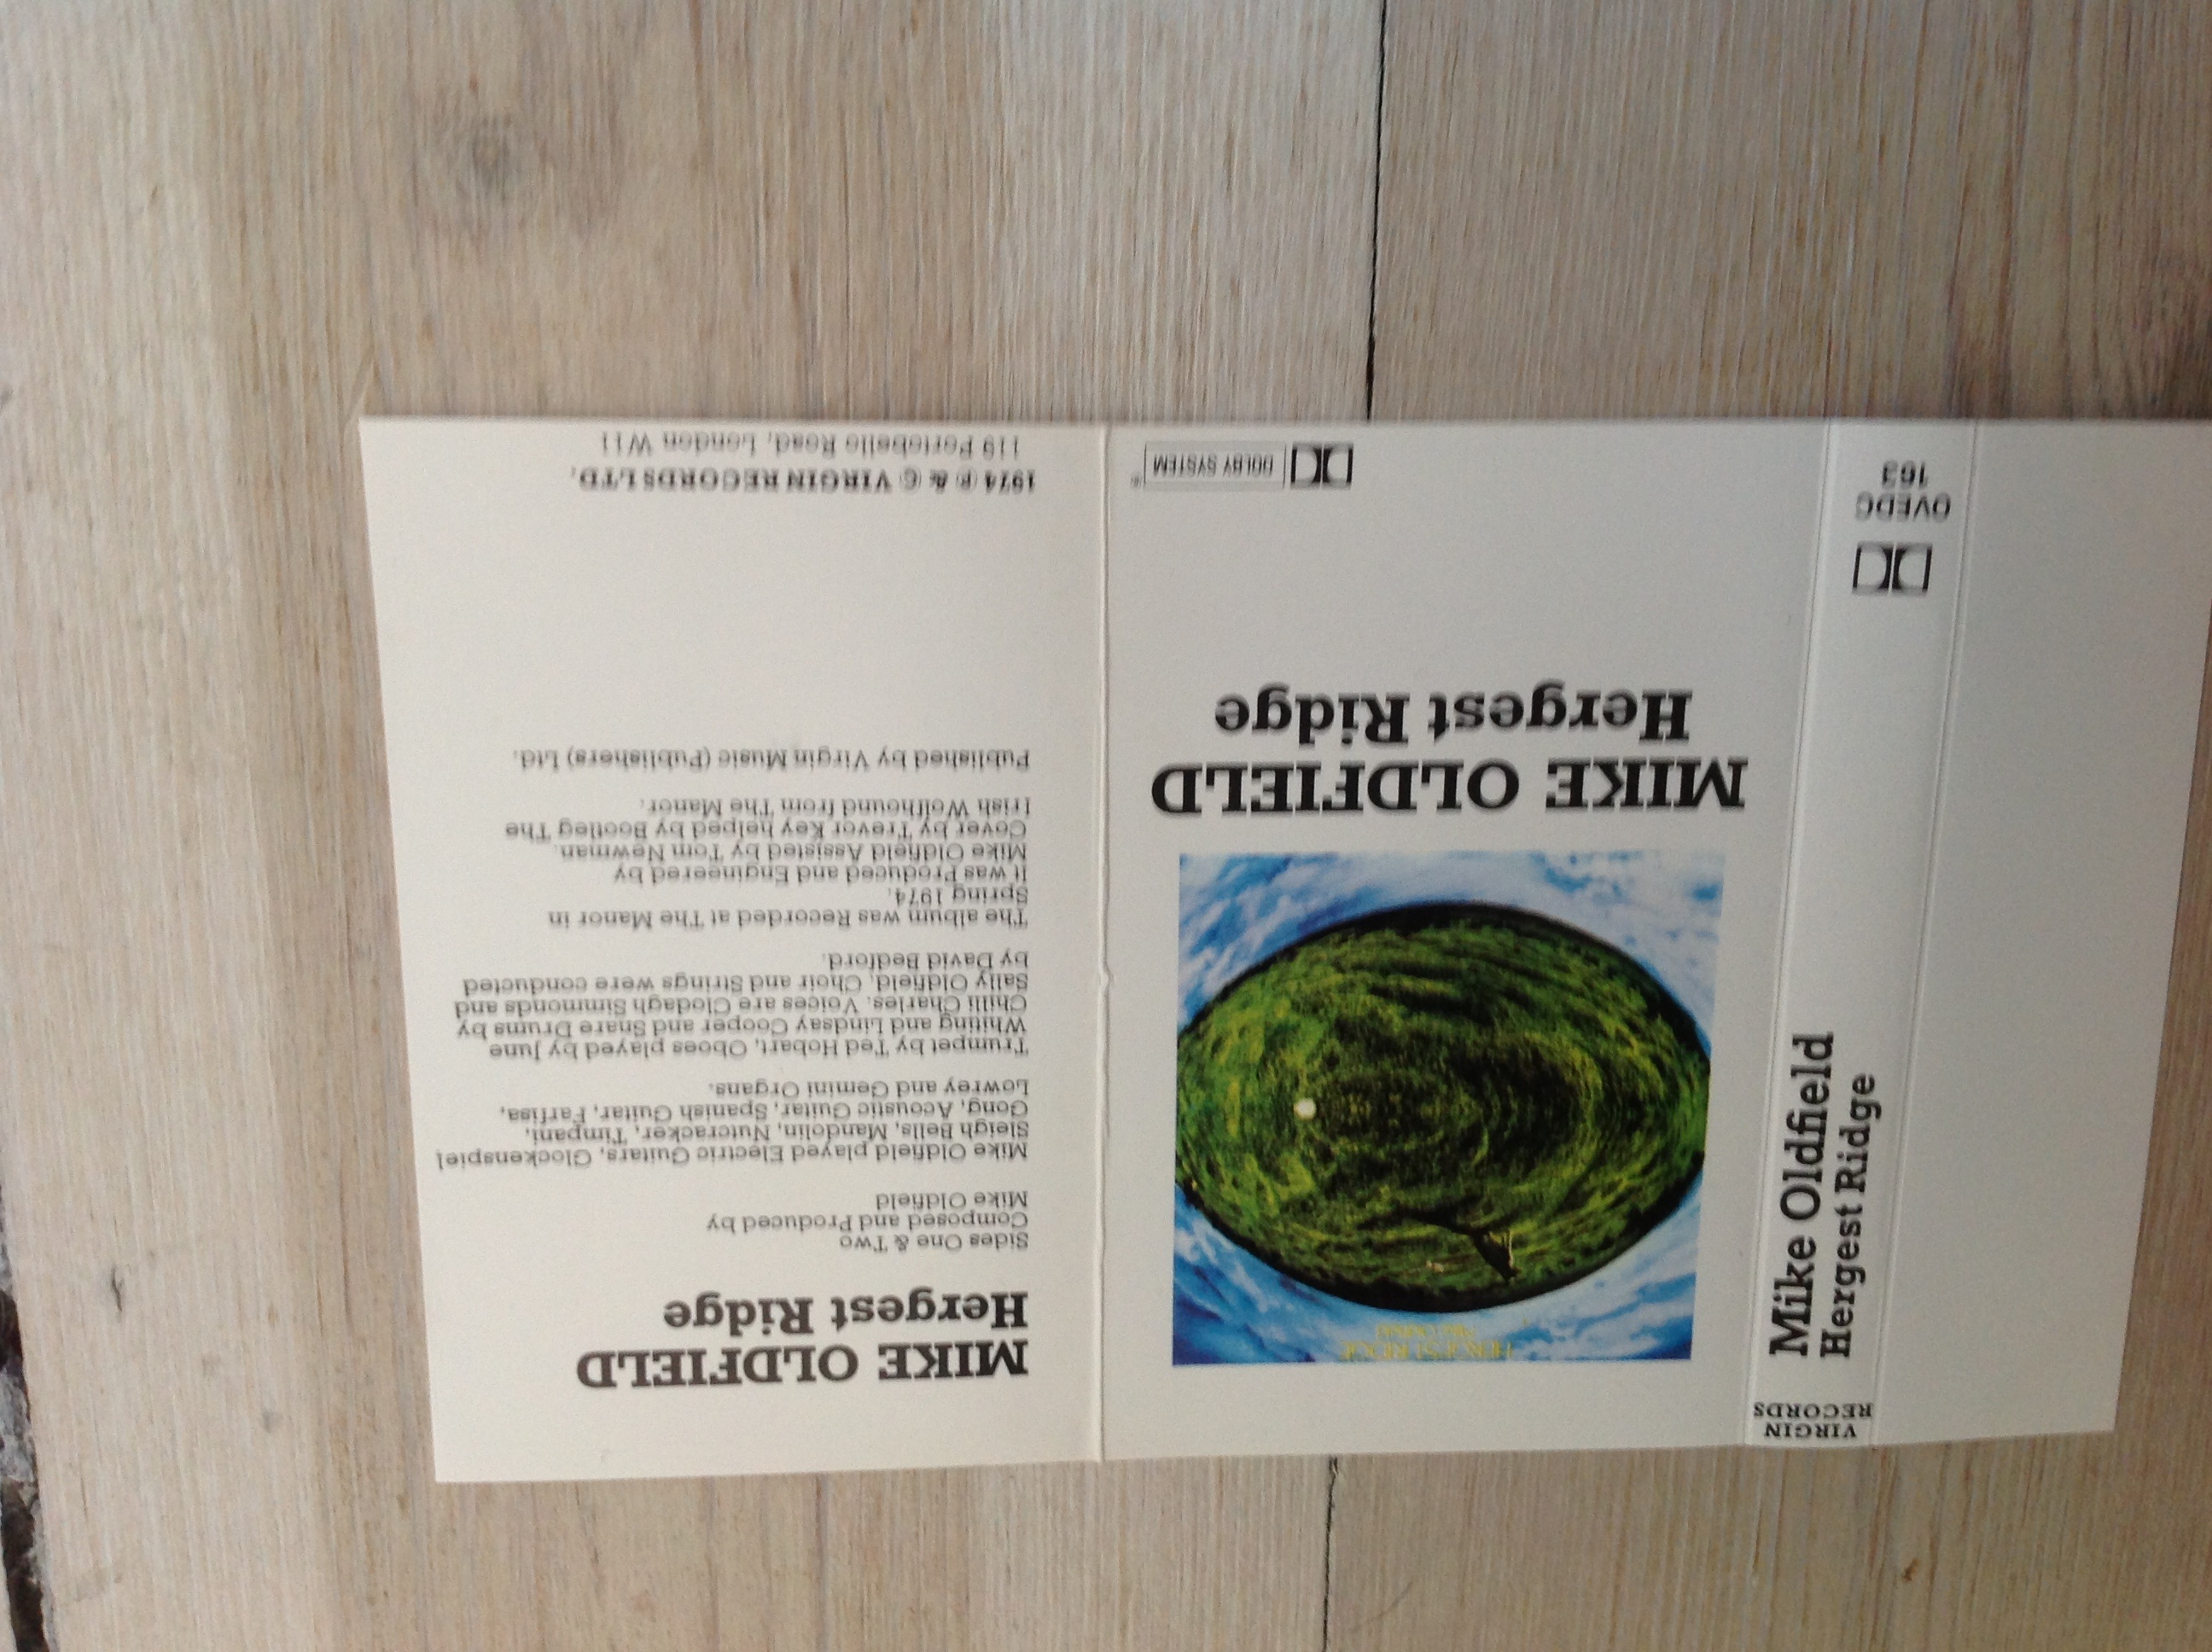 VIRGIN
RECORDS
Mike Oldfield
Hergest Ridge
OVEDC
163
HERGEST RIDGE
MIKE OLDFIELD
Hergest Ridge
DOLBY SYSTEM
MIKE OLDFIELD
Hergest Ridge
Sides One & Two
Composed and Produced by
Mike Oldfield
Mike Oldfield played Electric Guitars, Glockenspiel
Sleigh Bells, Mandolin, Nutcracker, Timpani,
Gong, Acoustic Guitar, Spanish Guitar, Farfisa,
Lowrey and Gemini Organs.
Trumpet by Ted Hobart, Oboes played by June
Whiting and Lindsay Cooper and Snare Drums by
Chilli Charles. Voices are Clodagh Simmonds and
Sally Oldfield. Choir and Strings were conducted
by David Bedford.
The album was Recorded at The Manor in
Spring 1974.
It was Produced and Engineered by
Mike Oldfield Assisted by Tom Newman.
Cover by Trevor Key helped by Bootleg The
Irish Wolfhound from The Manor.
Published by Virgin Music (Publishers) Ltd.
1974 P & C VIRGIN RECORDS LTD.
119 Portobello Road, London W11